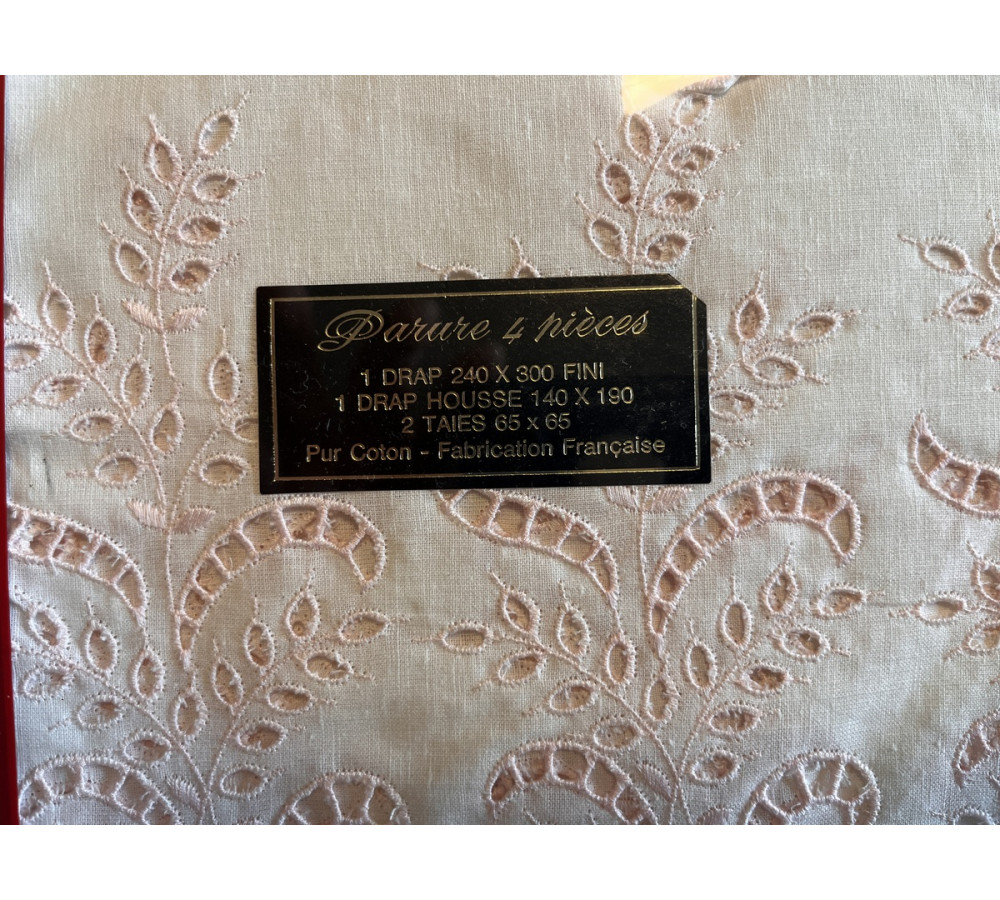 Parure 4 pièces
1 DRAP 240 X 300 FINI
1 DRAP HOUSSE 140 X 190
2 TAIES 65 x 65
Pur Coton - Fabrication Française